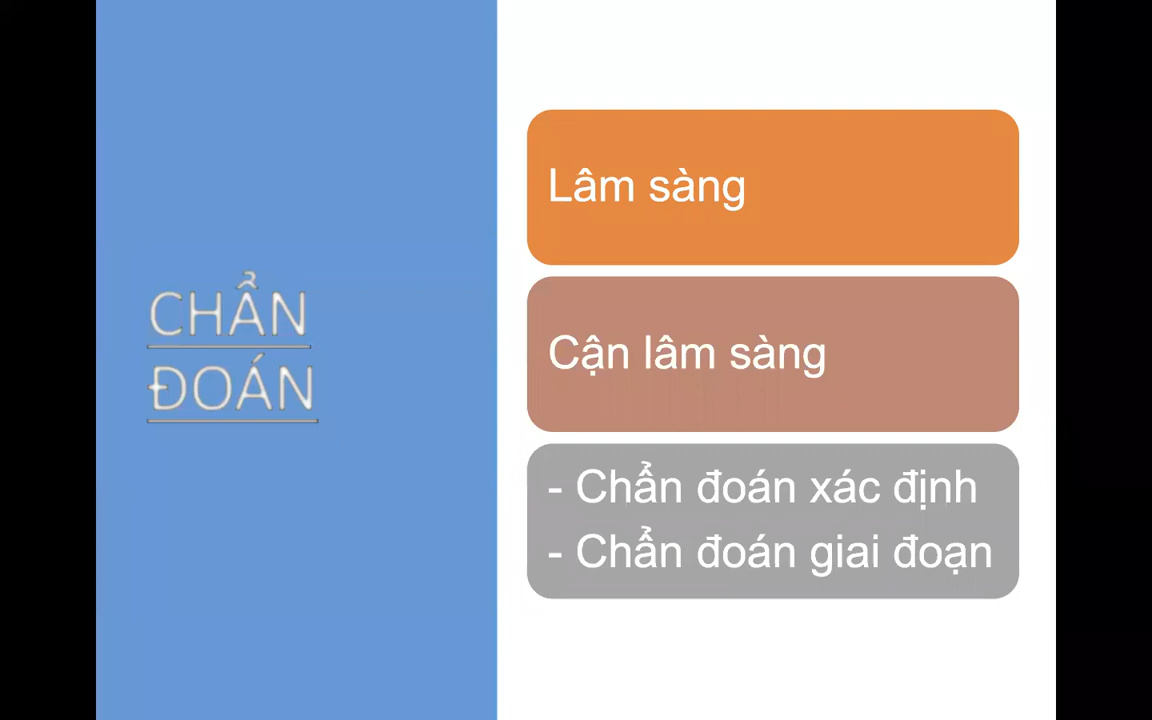 CHẨN
ĐOÁN
Lâm sàng
Cận lâm sàng
- Chẩn đoán xác định
- Chẩn đoán giai đoạn